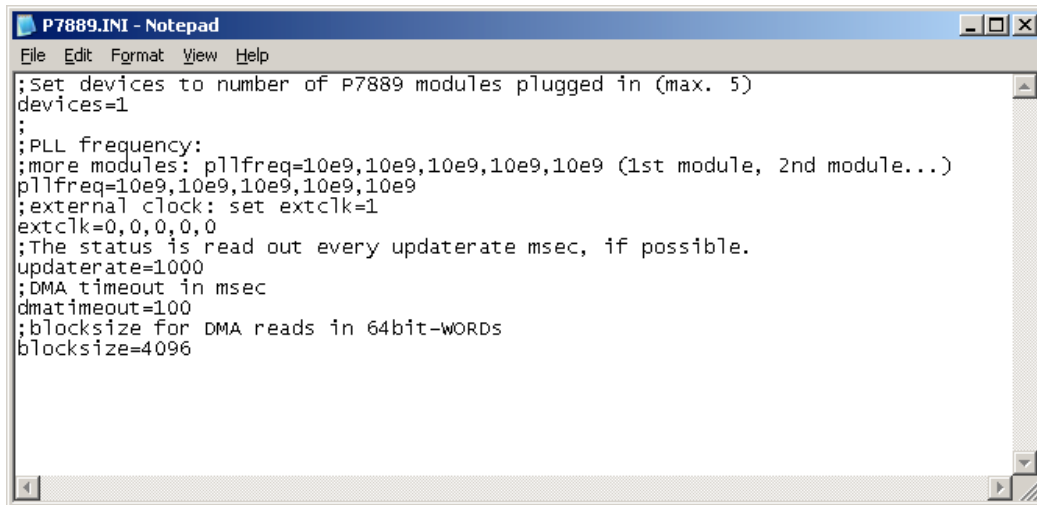 P7889.INI - Notepad
File Edit Format View Help
;Set devices to number of P7889 modules plugged in (max. 5)
devices=1
;
;PLL frequency:
;more modules: pllfreq=10e9,10e9,10e9,10e9,10e9 (1st module, 2nd module...)
pllfreq=10e9,10e9,10e9,10e9,10e9
;external clock: set extclk=1
extclk=0,0,0,0,0
;The status is read out every updaterate msec, if possible.
updaterate=1000
;DMA timeout in msec
dmatimeout=100
;blocksize for DMA reads in 64bit-WORDs
blocksize=4096